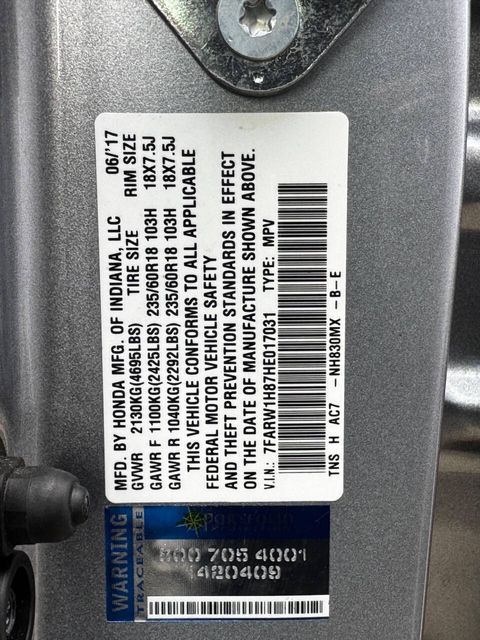 MFD. BY HONDA MFG. OF INDIANA, LLC 06/'17
GVWR 2130KG(4695LBS) TIRE SIZE RIM SIZE
GAWR F 1100KG(2425LBS) 235/60R18 103H 18X7.5J
GAWR R 1040KG(2292LBS) 235/60R18 103H 18X7.5J
THIS VEHICLE CONFORMS TO ALL APPLICABLE
FEDERAL MOTOR VEHICLE SAFETY
AND THEFT PREVENTION STANDARDS IN EFFECT
ON THE DATE OF MANUFACTURE SHOWN ABOVE.
V.I.N.: 7FARW1H87HE017031 TYPE: MPV
TNS H AC7 -NH830MX -B-E
WARNING
TRACEABLE
PORTFOLIO
800 705 4001
1420409